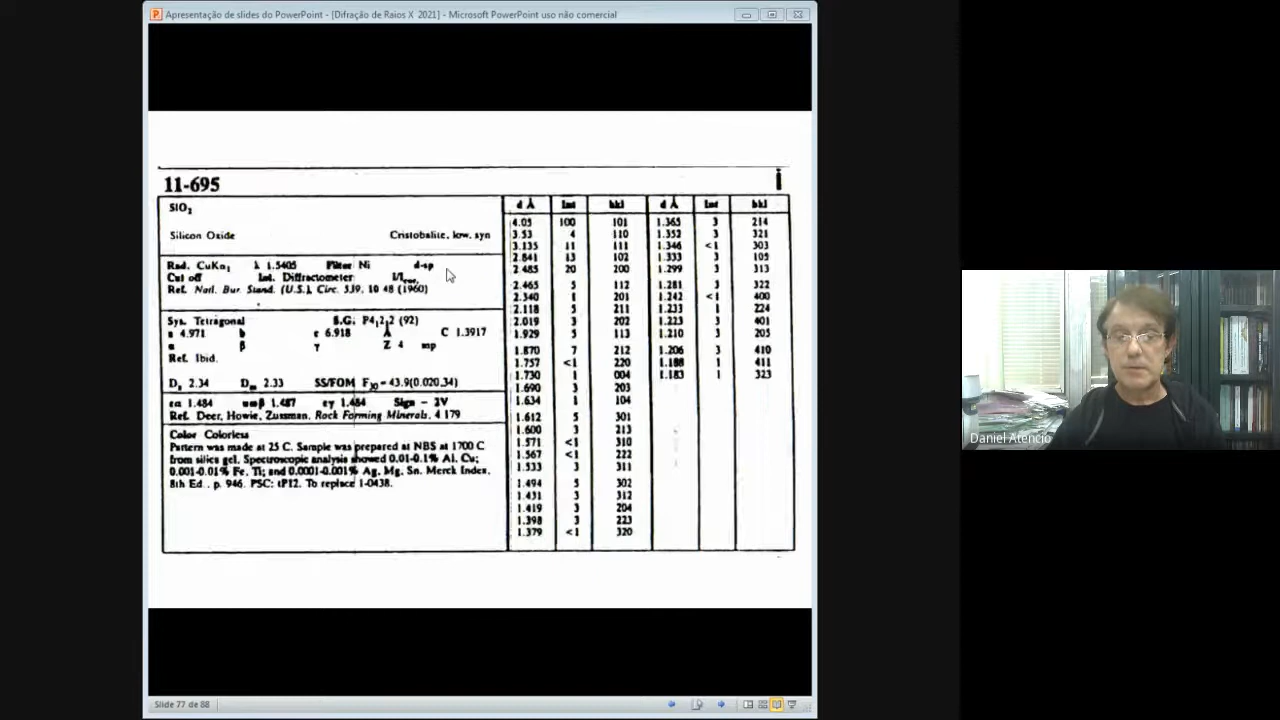 Apresentação de slides do PowerPoint - [Difração de Raios X 2021] - Microsoft PowerPoint uso não comercial
11-695
i
SiO2
Silicon Oxide Cristobalite, low, syn
Rad. CuKα1 λ 1.5405 Filter Ni d-sp
Cut off Int. Diffractometer I/Icor.
Ref. Natl. Bur. Stand. (U.S.), Circ. 539, 10 48 (1960)
Sys. Tetragonal S.G. P41212 (92)
a 4.971 b c 6.918 A C 1.3917
α β γ Z 4 mp
Ref. Ibid.
Dx 2.34 Dm 2.33 SS/FOM F30=43.9(0.020,34)
εα 1.484 nωβ 1.487 εγ 1.484 Sign - 2V
Ref. Deer, Howie, Zussman, Rock Forming Minerals, 4 179
Color Colorless
Pattern was made at 25 C. Sample was prepared at NBS at 1700 C
from silica gel. Spectroscopic analysis showed 0.01-0.1% Al, Cu;
0.001-0.01% Fe, Ti; and 0.0001-0.001% Ag, Mg, Sn. Merck Index,
8th Ed., p. 946. PSC: tP12. To replace 1-0438.
d Å Int hkl d Å Int hkl
4.05 100 101 1.365 3 214
3.53 4 110 1.352 3 321
3.135 11 111 1.346 <1 303
2.841 13 102 1.333 3 105
2.485 20 200 1.299 3 313
2.465 5 112 1.281 3 322
2.340 1 201 1.242 <1 400
2.118 5 211 1.233 1 224
2.019 3 202 1.223 3 401
1.929 5 113 1.210 3 205
1.870 7 212 1.206 3 410
1.757 <1 220 1.188 1 411
1.730 1 004 1.183 1 323
1.690 3 203
1.634 1 104
1.612 5 301
1.600 3 213
1.571 <1 310
1.567 <1 222
1.533 3 311
1.494 5 302
1.431 3 312
1.419 3 204
1.398 3 223
1.379 <1 320
Daniel Atencio
Slide 77 de 88